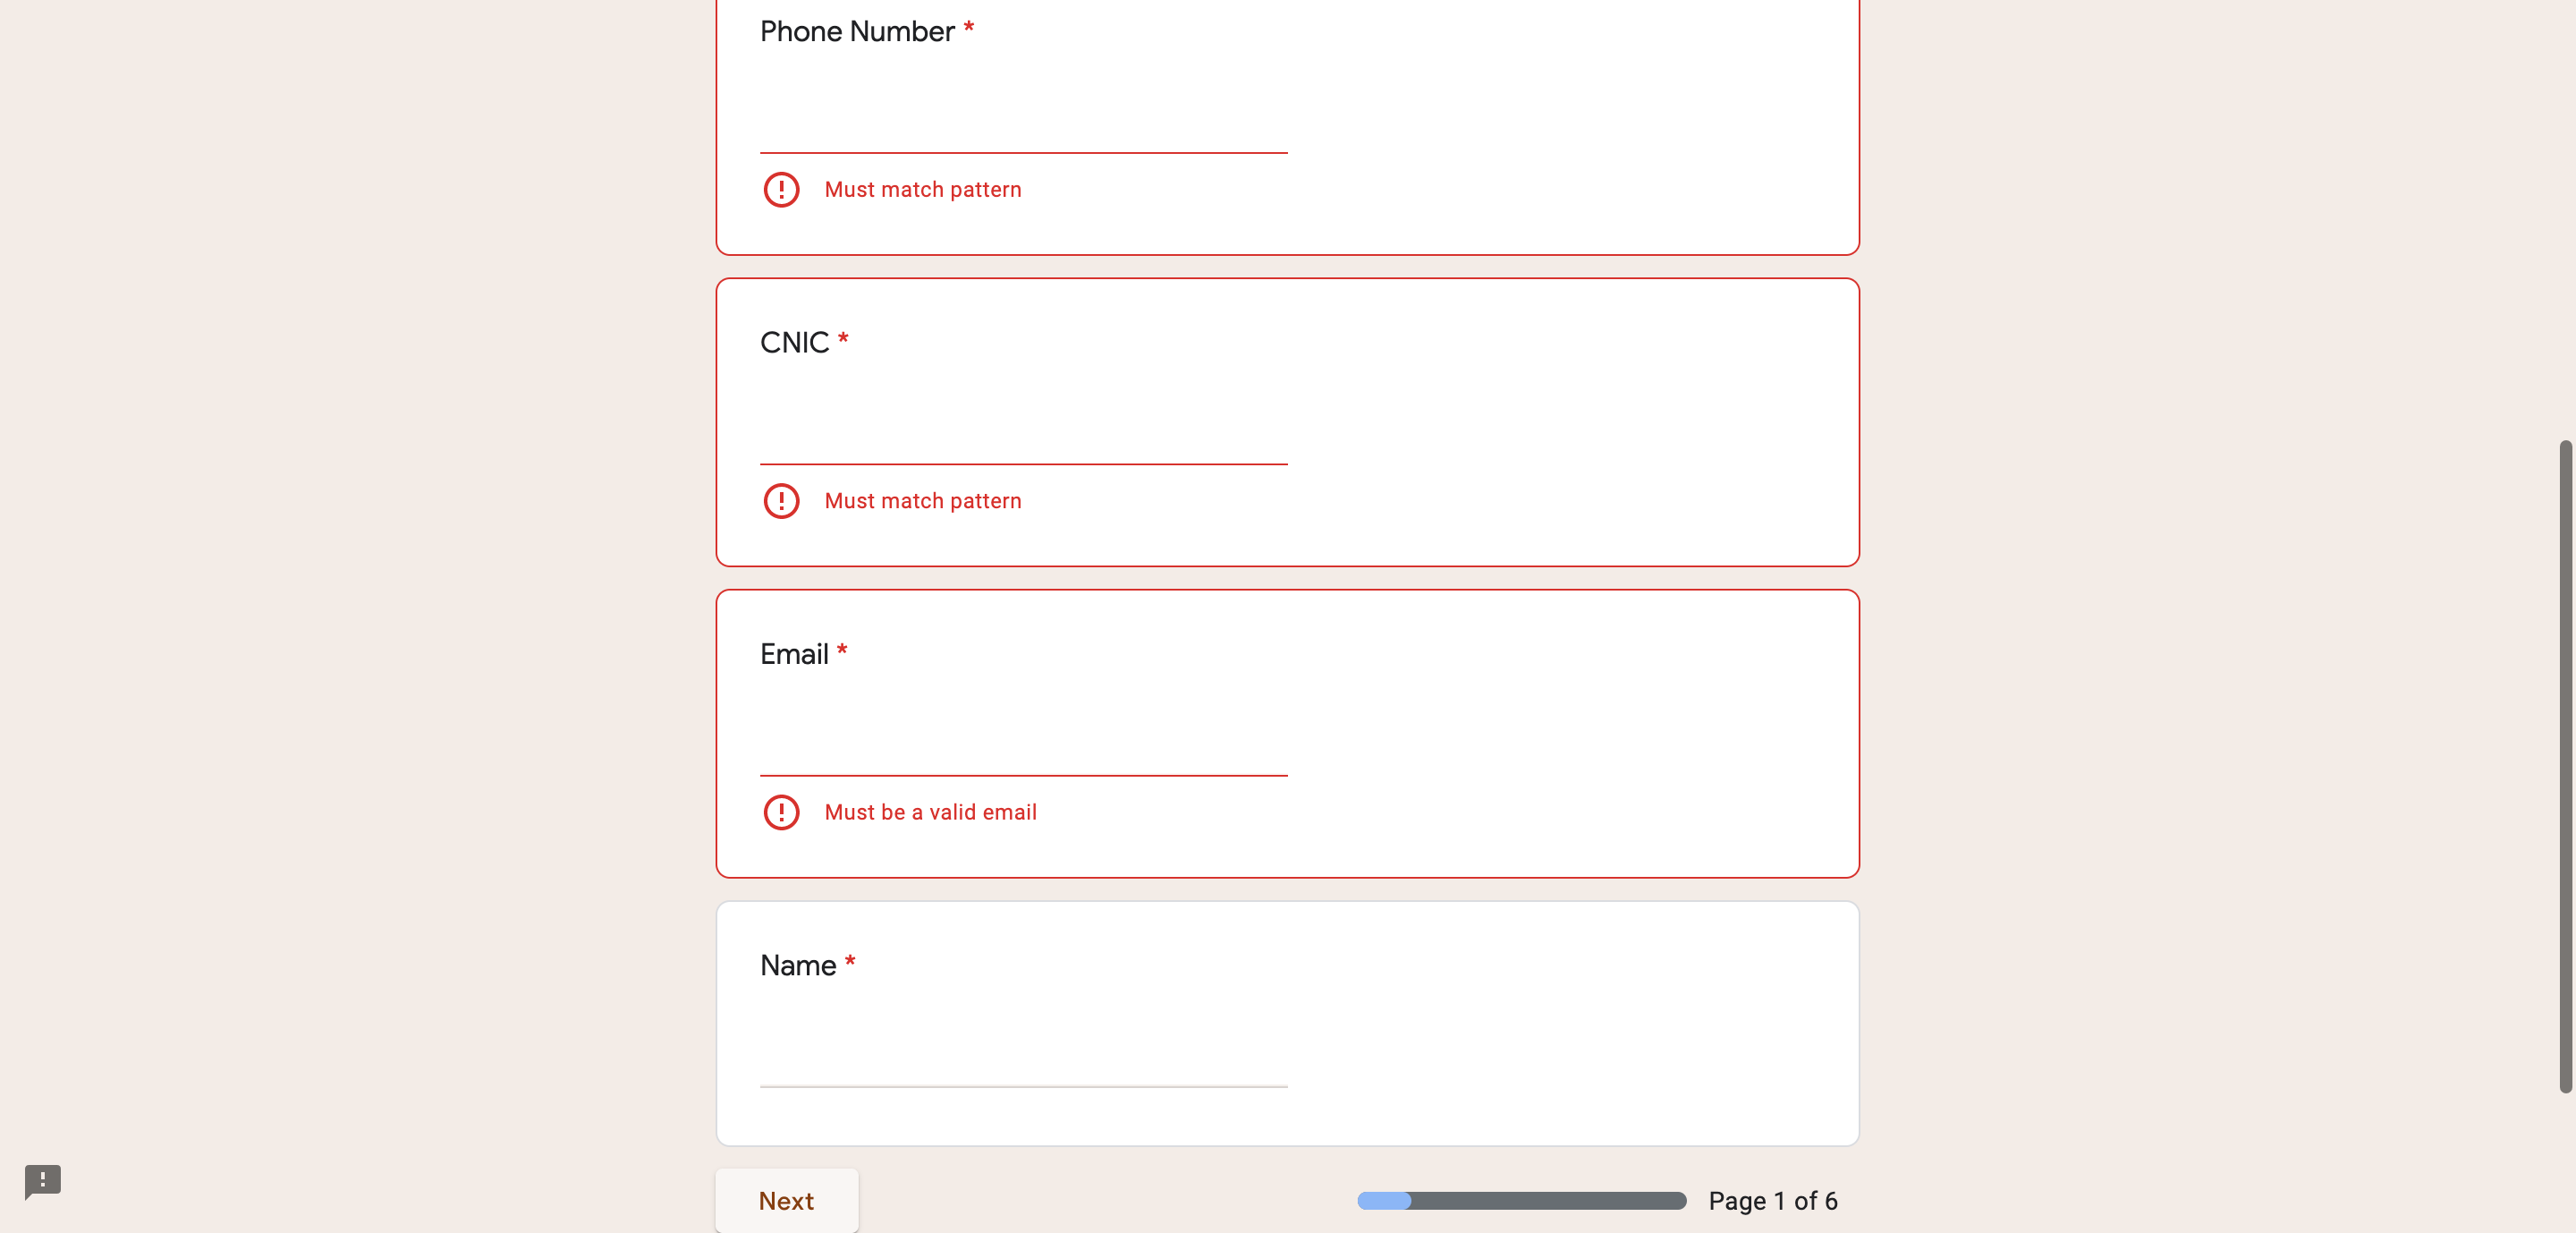 Phone Number *
Must match pattern
CNIC *
Must match pattern
Email *
Must be a valid email
Name *
Next
Page 1 of 6